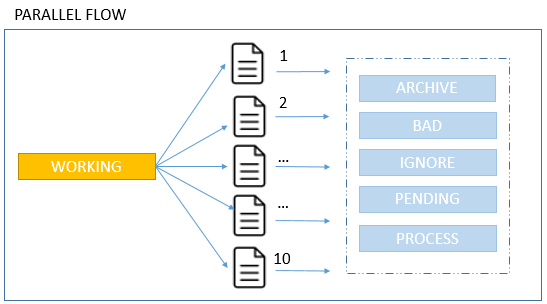 PARALLEL FLOW
1
ARCHIVE
2
BAD
WORKING
...
IGNORE
...
PENDING
PROCESS
10